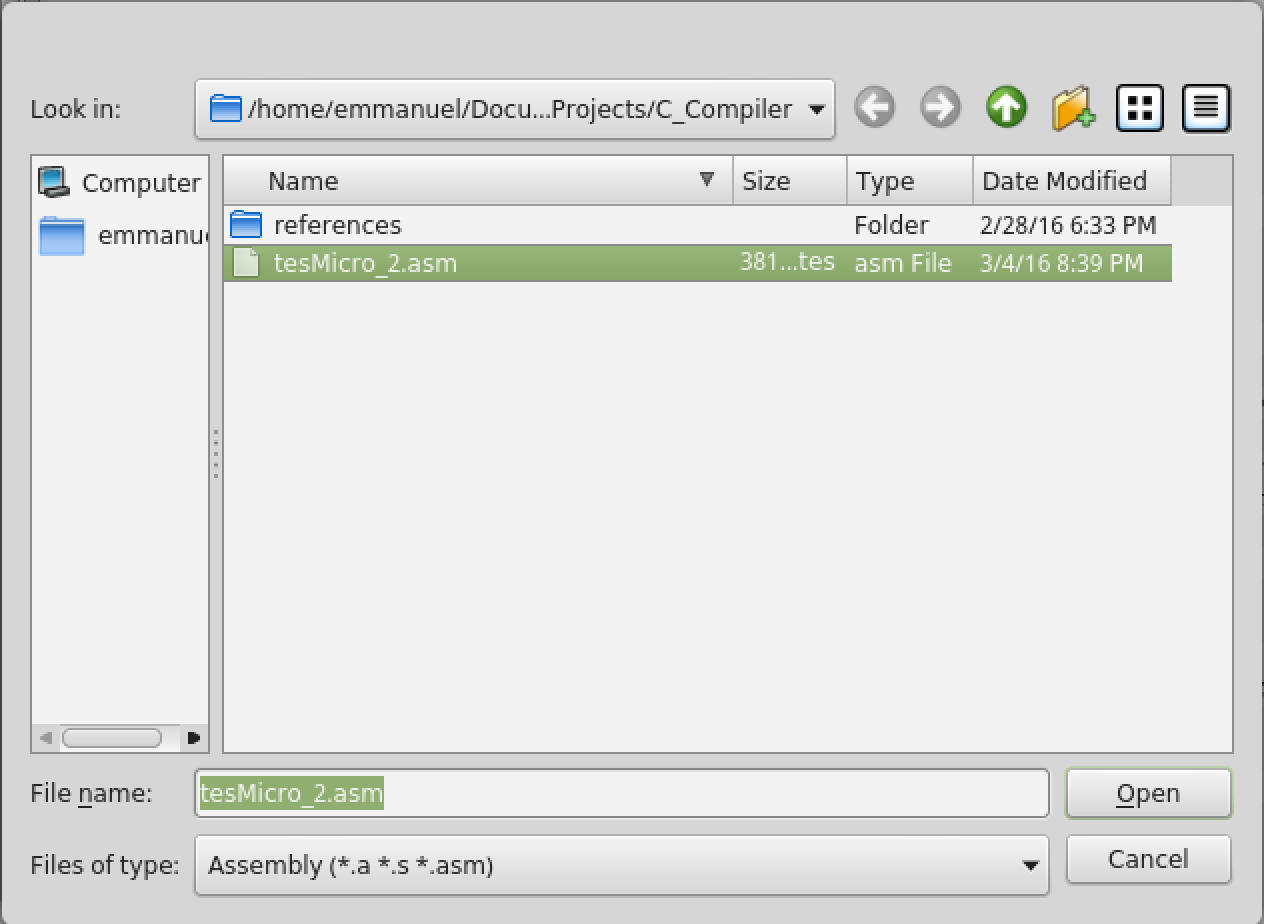 Look in: /home/emmanuel/Docu...Projects/C_Compiler
Computer
emmanu
Name Size Type Date Modified
references Folder 2/28/16 6:33 PM
tesMicro_2.asm 381...tes asm File 3/4/16 8:39 PM
File name: tesMicro_2.asm Open
Files of type: Assembly (*.a *.s *.asm) Cancel